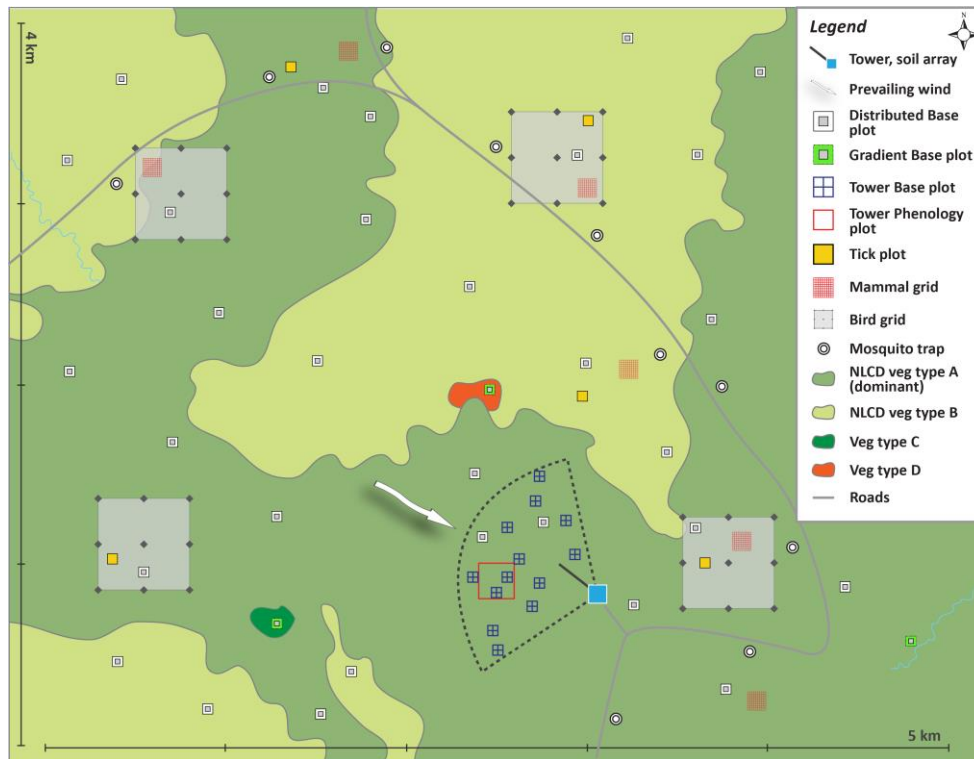 4 km
Legend
Tower, soil array
Prevailing wind
Distributed Base
plot
Gradient Base plot
Tower Base plot
Tower Phenology
plot
Tick plot
Mammal grid
Bird grid
Mosquito trap
NLCD veg type A
(dominant)
NLCD veg type B
Veg type C
Veg type D
Roads
5 km